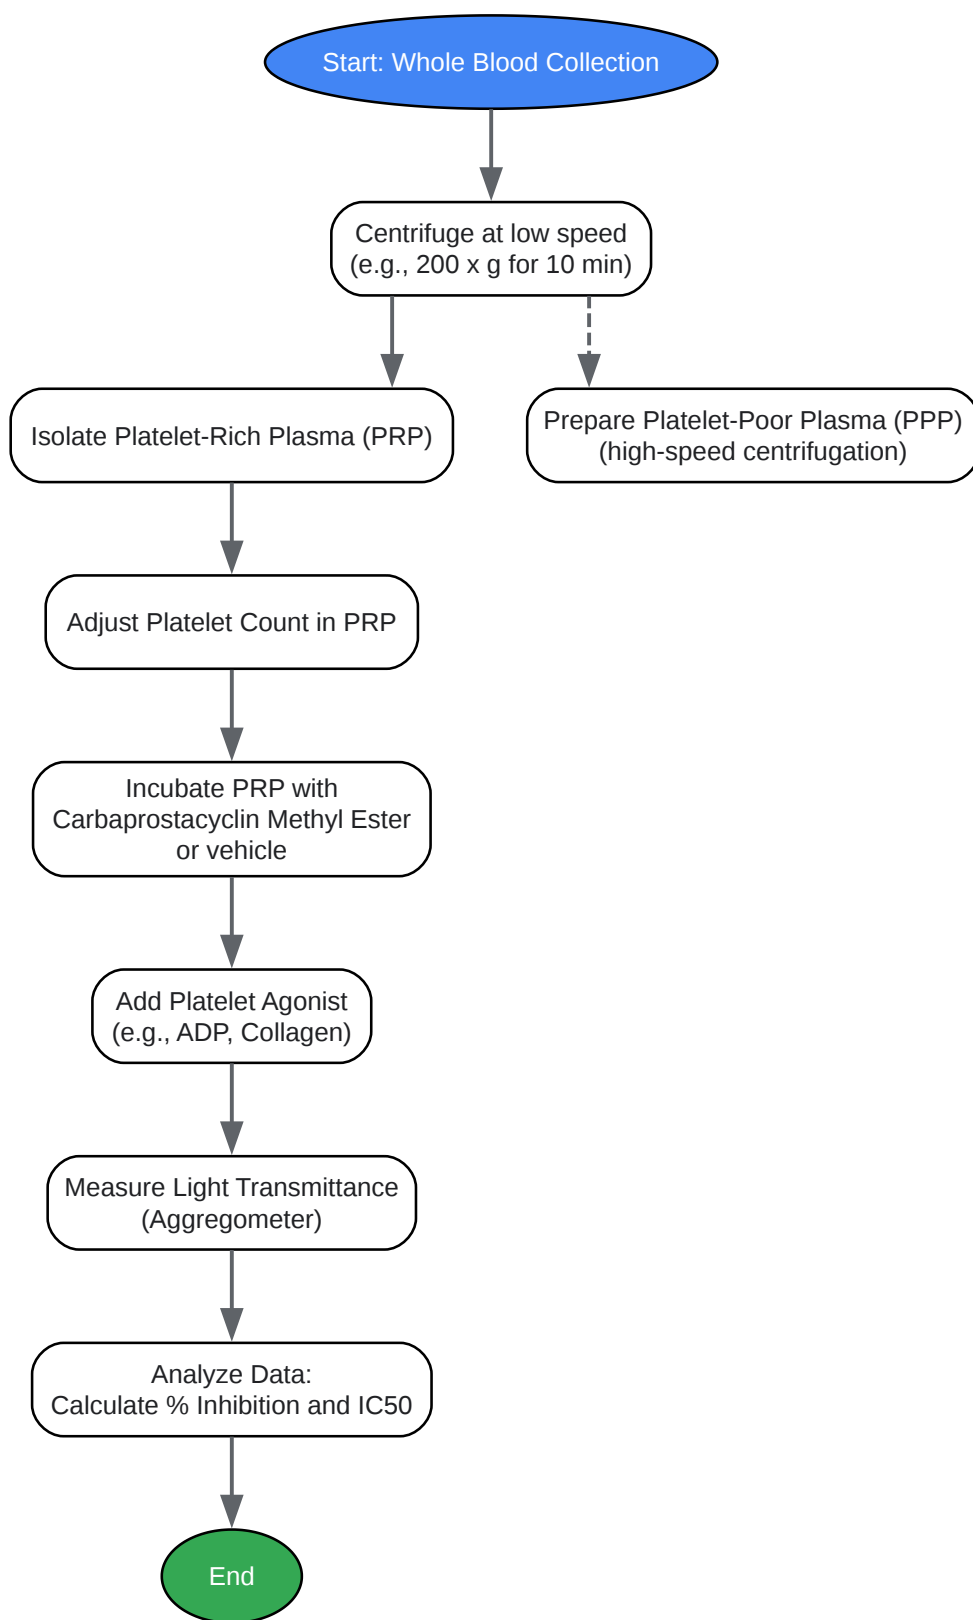 Start: Whole Blood Collection
Centrifuge at low speed
(e.g., 200 x g for 10 min)
Isolate Platelet-Rich Plasma (PRP)
Prepare Platelet-Poor Plasma (PPP)
(high-speed centrifugation)
Adjust Platelet Count in PRP
Incubate PRP with
Carbaprostacyclin Methyl Ester
or vehicle
Add Platelet Agonist
(e.g., ADP, Collagen)
Measure Light Transmittance
(Aggregometer)
Analyze Data:
Calculate % Inhibition and IC50
End